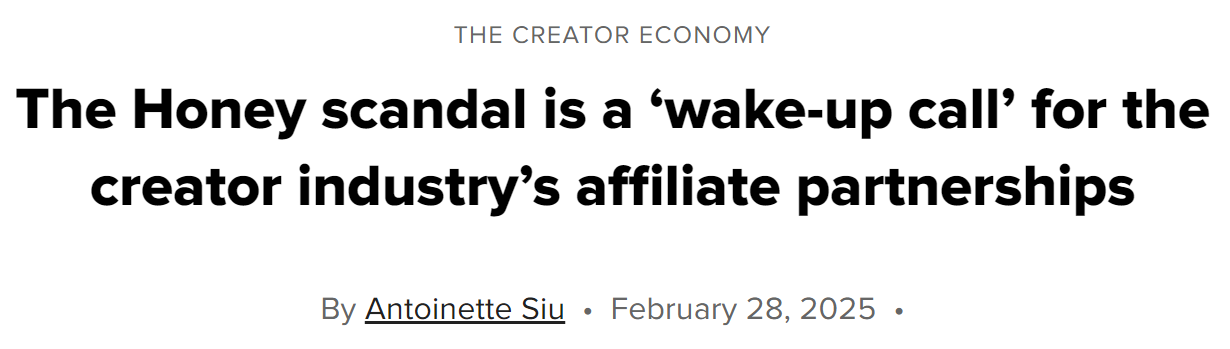 THE CREATOR ECONOMY
The Honey scandal is a ‘wake-up call’ for the
creator industry’s affiliate partnerships
By Antoinette Siu • February 28, 2025 •